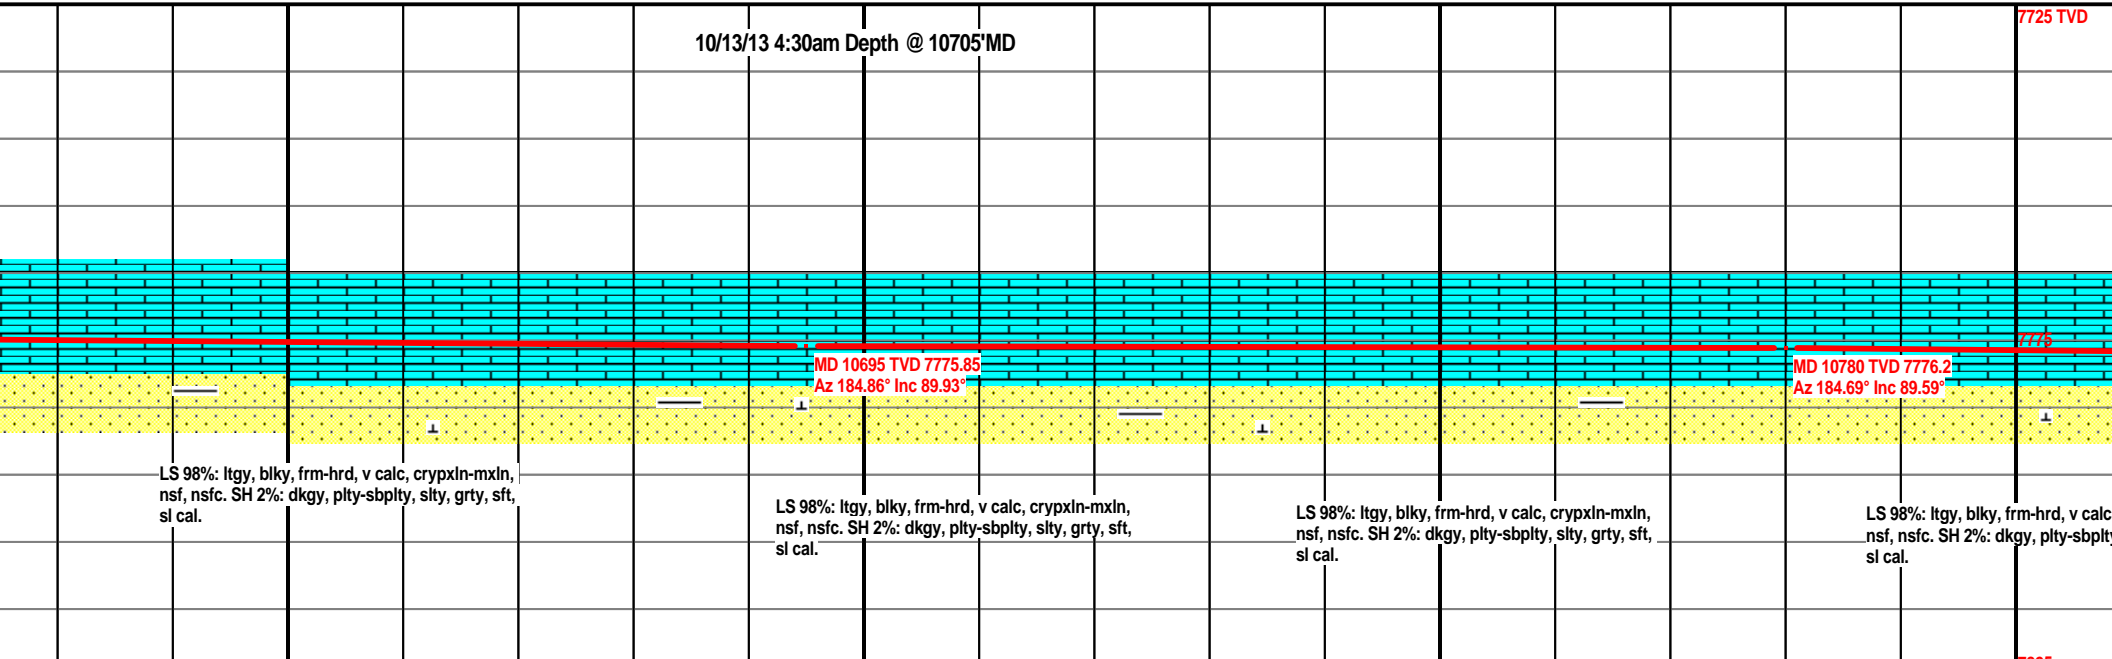 7725 TVD
10/13/13 4:30am Depth @ 10705'MD
7775
MD 10695 TVD 7775.85
Az 184.86° Inc 89.93°
MD 10780 TVD 7776.2
Az 184.69° Inc 89.59°
LS 98%: ltgy, blky, frm-hrd, v calc, crypxln-mxln,
nsf, nsfc. SH 2%: dkgy, plty-sbplty, slty, grty, sft,
sl cal.
LS 98%: ltgy, blky, frm-hrd, v calc, crypxln-mxln,
nsf, nsfc. SH 2%: dkgy, plty-sbplty, slty, grty, sft,
sl cal.
LS 98%: ltgy, blky, frm-hrd, v calc, crypxln-mxln,
nsf, nsfc. SH 2%: dkgy, plty-sbplty, slty, grty, sft,
sl cal.
LS 98%: ltgy, blky, frm-hrd, v calc
nsf, nsfc. SH 2%: dkgy, plty-sbplty
sl cal.